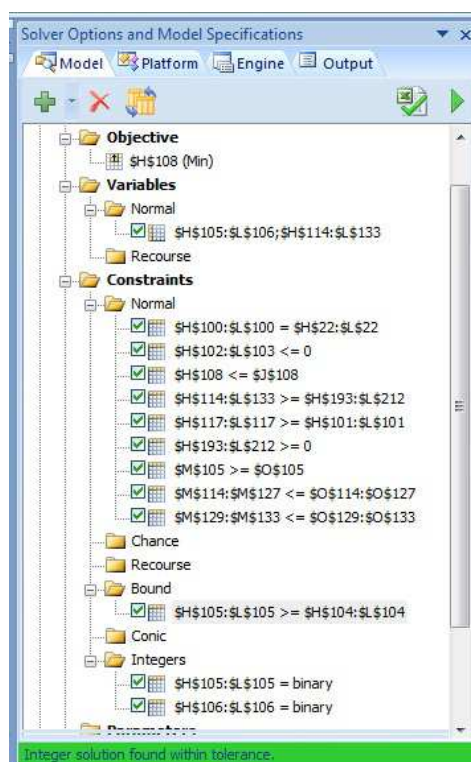 Solver Options and Model Specifications
Model Platform Engine Output
Objective
$H$108 (Min)
Variables
Normal
$H$105:$L$106;$H$114:$L$133
Recourse
Constraints
Normal
$H$100:$L$100 = $H$22:$L$22
$H$102:$L$103 <= 0
$H$108 <= $J$108
$H$114:$L$133 >= $H$193:$L$212
$H$117:$L$117 >= $H$101:$L$101
$H$193:$L$212 >= 0
$M$105 >= $O$105
$M$114:$M$127 <= $O$114:$O$127
$M$129:$M$133 <= $O$129:$O$133
Chance
Recourse
Bound
$H$105:$L$105 >= $H$104:$L$104
Conic
Integers
$H$105:$L$105 = binary
$H$106:$L$106 = binary
Parameters
Integer solution found within tolerance.